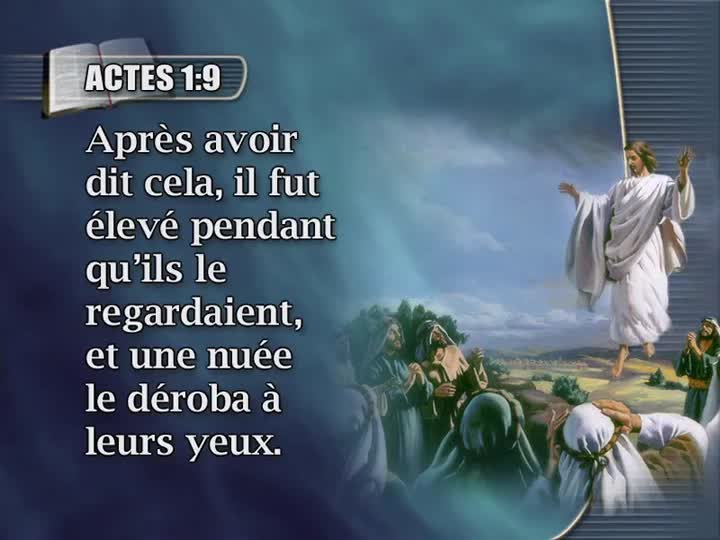 ACTES 1:9
Après avoir
dit cela, il fut
élevé pendant
qu’ils le
regardaient,
et une nuée
le déroba à
leurs yeux.